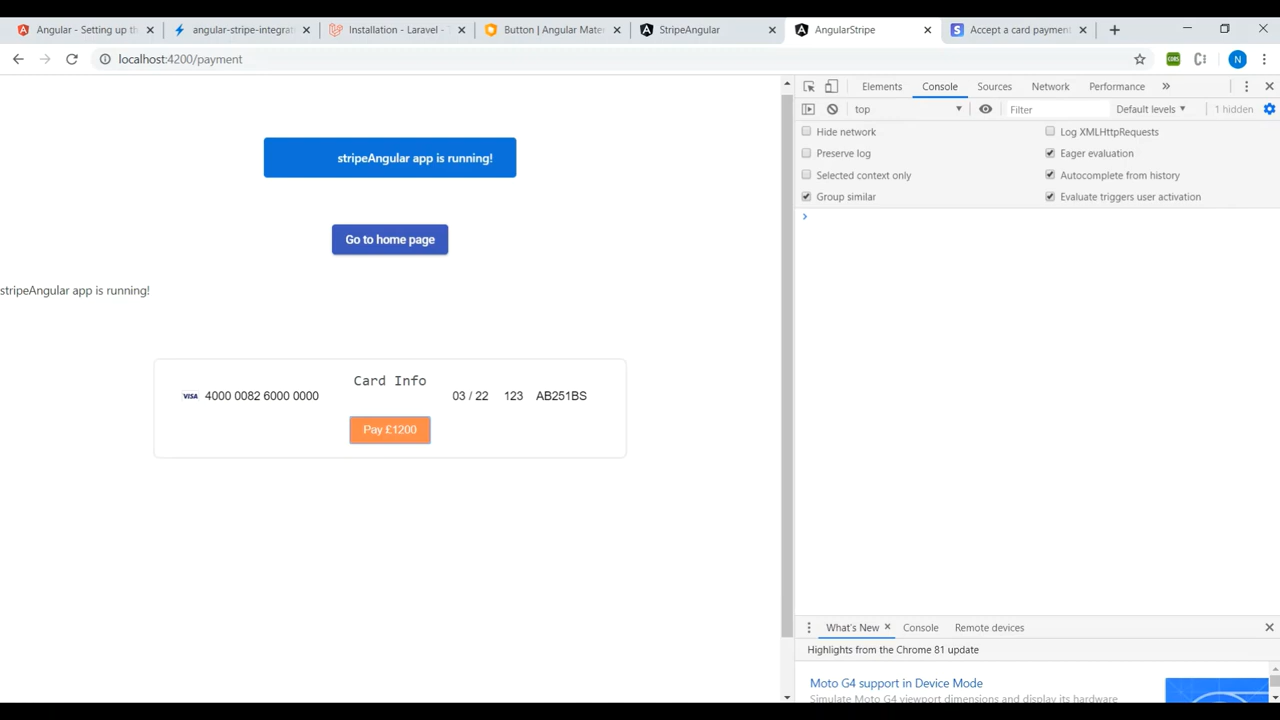 Angular - Setting up th
angular-stripe-integrat
Installation - Laravel - T
Button | Angular Mater
StripeAngular
AngularStripe
Accept a card payment
localhost:4200/payment
N
Elements
Console
Sources
Network
Performance
top
Filter
Default levels
1 hidden
Hide network
Log XMLHttpRequests
Preserve log
Eager evaluation
Selected context only
Autocomplete from history
Group similar
Evaluate triggers user activation
stripeAngular app is running!
Go to home page
stripeAngular app is running!
Card Info
VISA 4000 0082 6000 0000 03 / 22 123 AB251BS
Pay £1200
What's New
Console
Remote devices
Highlights from the Chrome 81 update
Moto G4 support in Device Mode
Simulate Moto G4 viewport dimensions and display its hardware